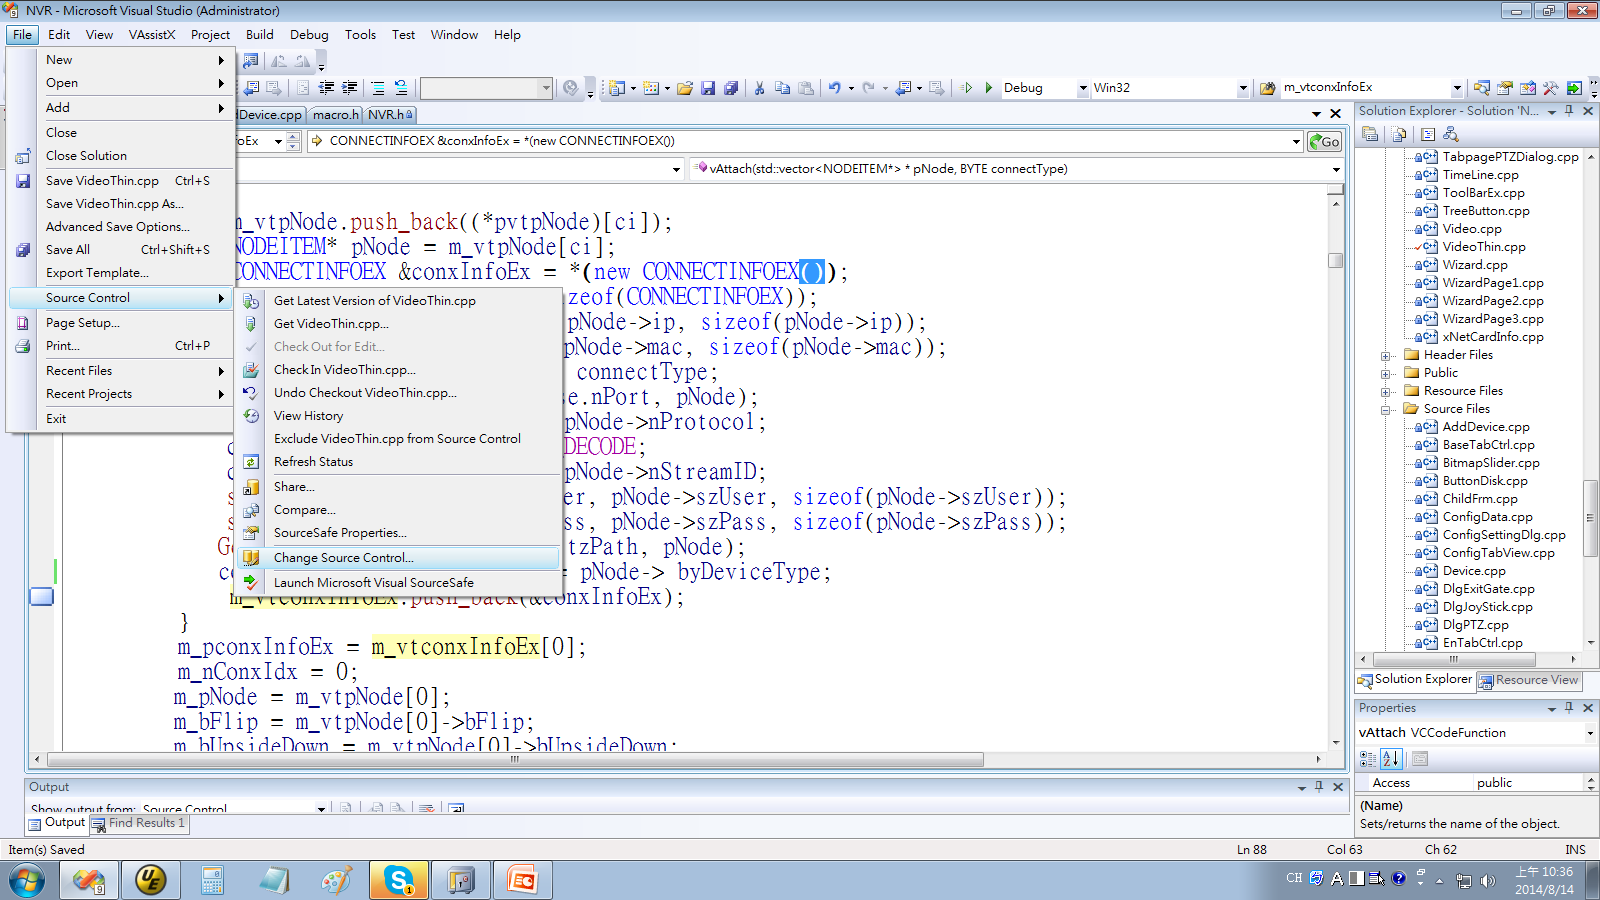 NVR - Microsoft Visual Studio (Administrator)
File Edit View VAssistX Project Build Debug Tools Test Window Help
Debug Win32 m_vtconxInfoEx
Device.cpp macro.h NVR.h
oEx CONNECTINFOEX &conxInfoEx = *(new CONNECTINFOEX()) Go
vAttach(std::vector<NODEITEM*> * pNode, BYTE connectType)
New
Open
Add
Close
Close Solution
Save VideoThin.cpp Ctrl+S
Save VideoThin.cpp As...
Advanced Save Options...
Save All Ctrl+Shift+S
Export Template...
Source Control
Page Setup...
Print... Ctrl+P
Recent Files
Recent Projects
Exit
Get Latest Version of VideoThin.cpp
Get VideoThin.cpp...
Check Out for Edit...
Check In VideoThin.cpp...
Undo Checkout VideoThin.cpp...
View History
Exclude VideoThin.cpp from Source Control
Refresh Status
Share...
Compare...
SourceSafe Properties...
Change Source Control...
Launch Microsoft Visual SourceSafe
m_vtpNode.push_back((*pvtpNode)[ci]);
NODEITEM* pNode = m_vtpNode[ci];
CONNECTINFOEX &conxInfoEx = *(new CONNECTINFOEX());
zeof(CONNECTINFOEX));
pNode->ip, sizeof(pNode->ip));
pNode->mac, sizeof(pNode->mac));
connectType;
e.nPort, pNode);
pNode->nProtocol;
c DECODE;
c pNode->nStreamID;
s er, pNode->szUser, sizeof(pNode->szUser));
s ss, pNode->szPass, sizeof(pNode->szPass));
Ge tzPath, pNode);
co = pNode-> byDeviceType;
m_vtconxInfoEx.push_back(&conxInfoEx);
}
m_pconxInfoEx = m_vtconxInfoEx[0];
m_nConxIdx = 0;
m_pNode = m_vtpNode[0];
m_bFlip = m_vtpNode[0]->bFlip;
m_bUpsideDown = m_vtpNode[0]->bUpsideDown;
Solution Explorer - Solution 'N...
TabpagePTZDialog.cpp
TimeLine.cpp
ToolBarEx.cpp
TreeButton.cpp
Video.cpp
VideoThin.cpp
Wizard.cpp
WizardPage1.cpp
WizardPage2.cpp
WizardPage3.cpp
xNetCardInfo.cpp
Header Files
Public
Resource Files
Source Files
AddDevice.cpp
BaseTabCtrl.cpp
BitmapSlider.cpp
ButtonDisk.cpp
ChildFrm.cpp
ConfigData.cpp
ConfigSettingDlg.cpp
ConfigTabView.cpp
Device.cpp
DlgExitGate.cpp
DlgJoyStick.cpp
DlgPTZ.cpp
EnTabCtrl.cpp
Solution Explorer Resource View
Properties
vAttach VCCodeFunction
Access public
(Name)
Sets/returns the name of the object.
Output
Show output from: Source Control
Output Find Results 1
Item(s) Saved Ln 88 Col 63 Ch 62 INS
CH A 上午 10:36
2014/8/14